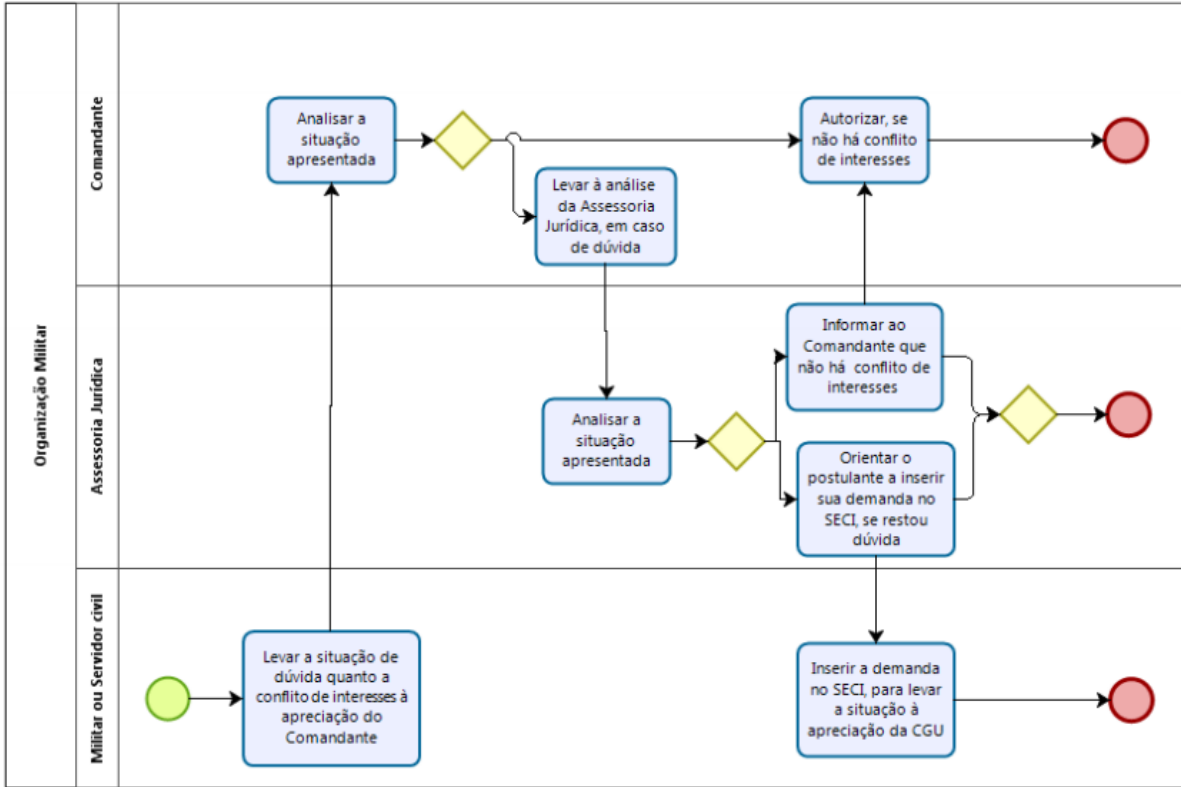 Organização Militar
Comandante
Analisar a
situação
apresentada
Levar à análise
da Assessoria
Jurídica, em caso
de dúvida
Autorizar, se
não há conflito
de interesses
Assessoria Jurídica
Analisar a
situação
apresentada
Informar ao
Comandante que
não há conflito de
interesses
Orientar o
postulante a inserir
sua demanda no
SECI, se restou
dúvida
Militar ou Servidor civil
Levar a situação de
dúvida quanto a
conflito de interesses à
apreciação do
Comandante
Inserir a demanda
no SECI, para levar
a situação à
apreciação da CGU